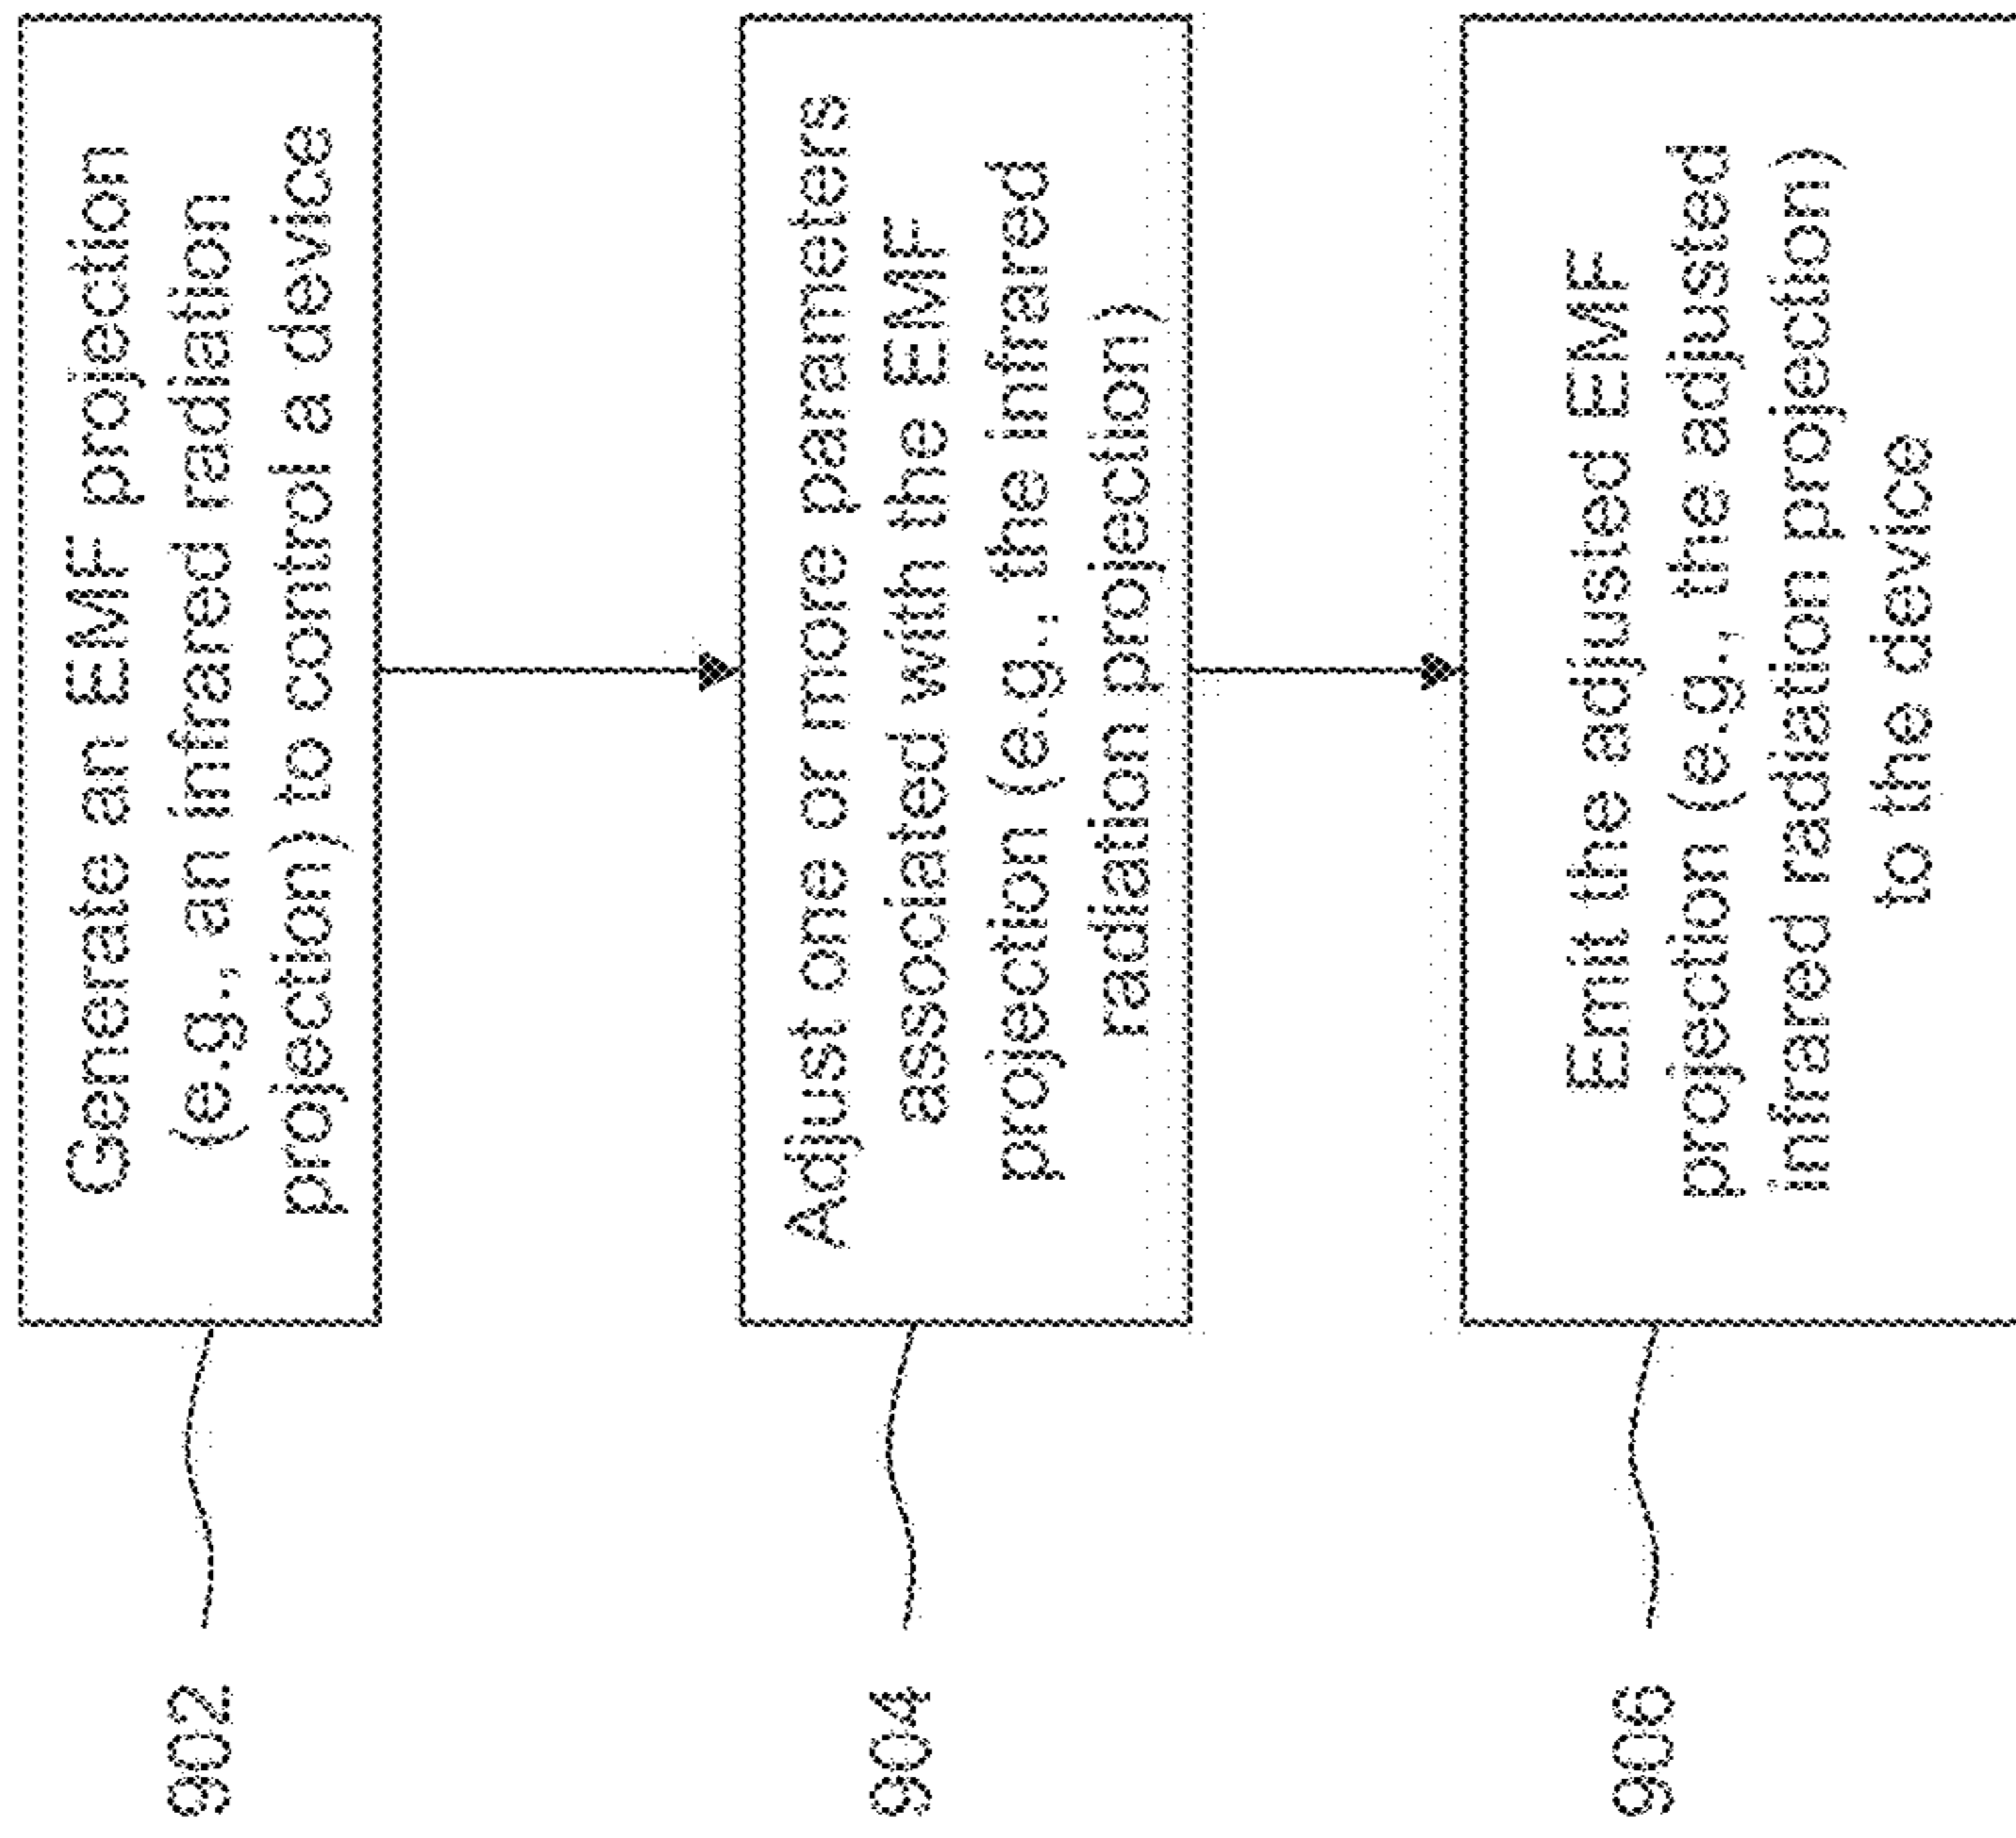 902
Generate an EMF projection
(e.g., an infrared radiation
projection) to control a device
904
Adjust one or more parameters
associated with the EMF
projection (e.g., the infrared
radiation projection)
906
Emit the adjusted EMF
projection (e.g., the adjusted
infrared radiation projection)
to the device